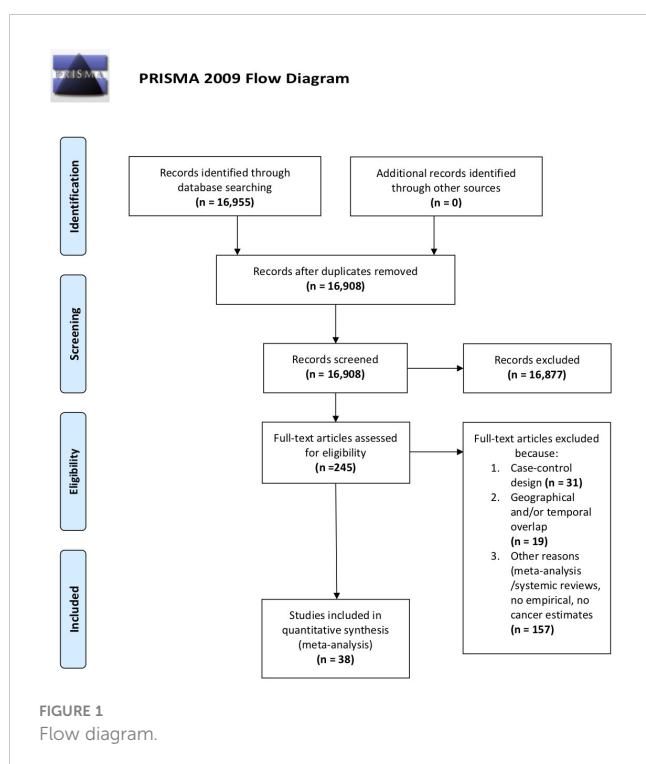 PRISMA
PRISMA 2009 Flow Diagram
Identification
Records identified through
database searching
(n = 16,955)
Additional records identified
through other sources
(n = 0)
Records after duplicates removed
(n = 16,908)
Screening
Records screened
(n = 16,908)
Records excluded
(n = 16,877)
Eligibility
Full-text articles assessed
for eligibility
(n =245)
Full-text articles excluded
because:
1. Case-control
design (n = 31)
2. Geographical
and/or temporal
overlap
(n = 19)
3. Other reasons
(meta-analysis
/systemic reviews,
no empirical, no
cancer estimates
(n = 157)
Included
Studies included in
quantitative synthesis
(meta-analysis)
(n = 38)
FIGURE 1
Flow diagram.